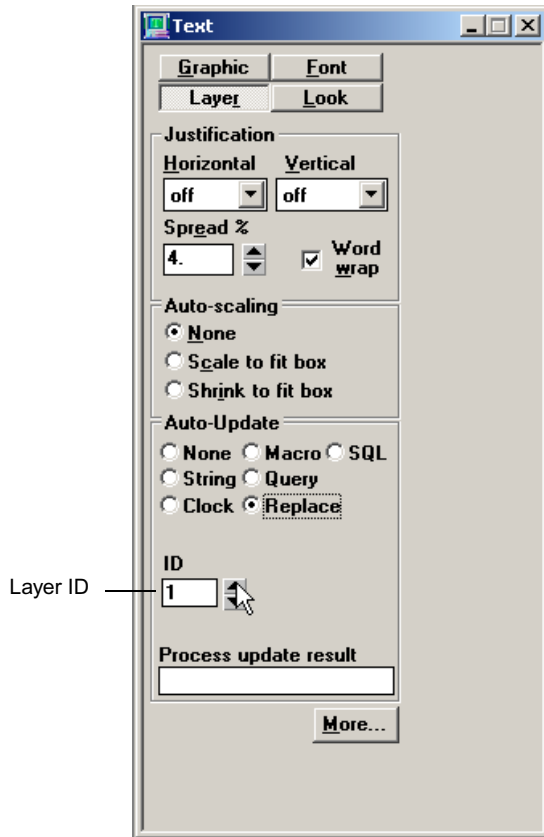 Text
Graphic Font
Layer Look
Justification
Horizontal Vertical
off off
Spread %
4. Word wrap
Auto-scaling
None
Scale to fit box
Shrink to fit box
Auto-Update
None Macro SQL
String Query
Clock Replace
ID
Layer ID 1
Process update result
More...